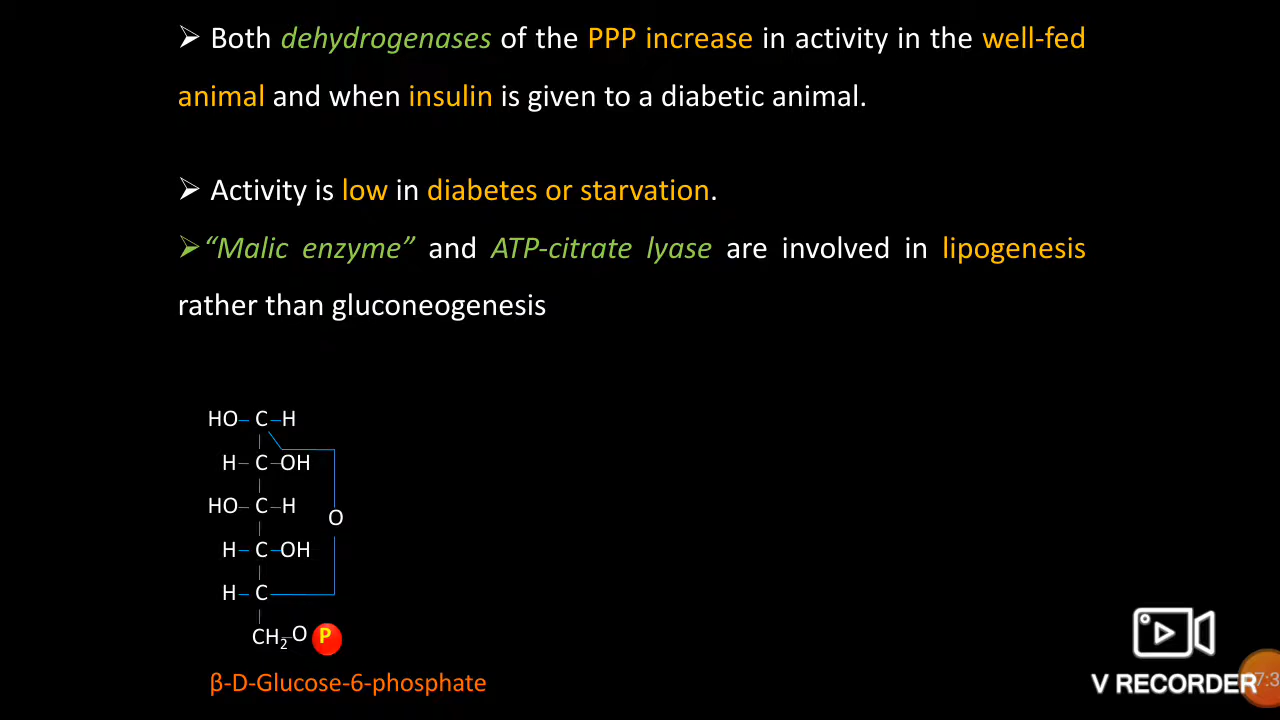 ➢ Both dehydrogenases of the PPP increase in activity in the well-fed
animal and when insulin is given to a diabetic animal.
➢ Activity is low in diabetes or starvation.
➢ “Malic enzyme” and ATP-citrate lyase are involved in lipogenesis
rather than gluconeogenesis
HO–C–H
H–C–OH
HO–C–H
O
H–C–OH
H–C
CH₂–O P
β-D-Glucose-6-phosphate
V RECORDER